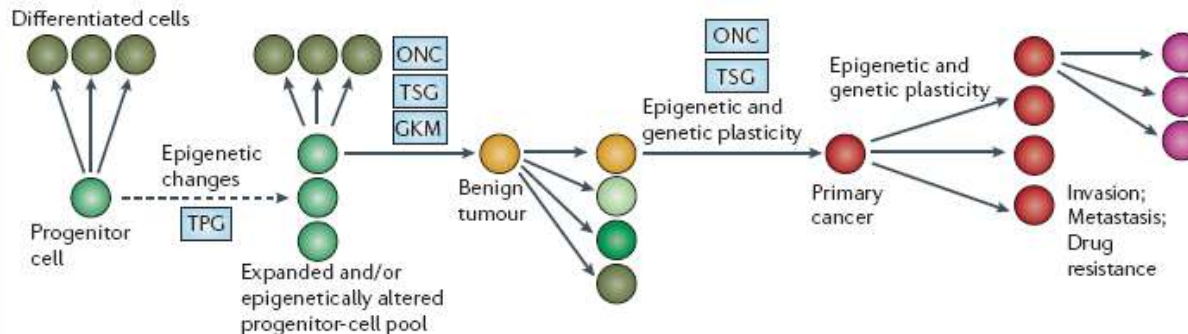 Differentiated cells
Progenitor
cell
Epigenetic
changes
TPG
Expanded and/or
epigenetically altered
progenitor-cell pool
ONC
TSG
GKM
Benign
tumour
ONC
TSG
Epigenetic and
genetic plasticity
Primary
cancer
Epigenetic and
genetic plasticity
Invasion;
Metastasis;
Drug
resistance